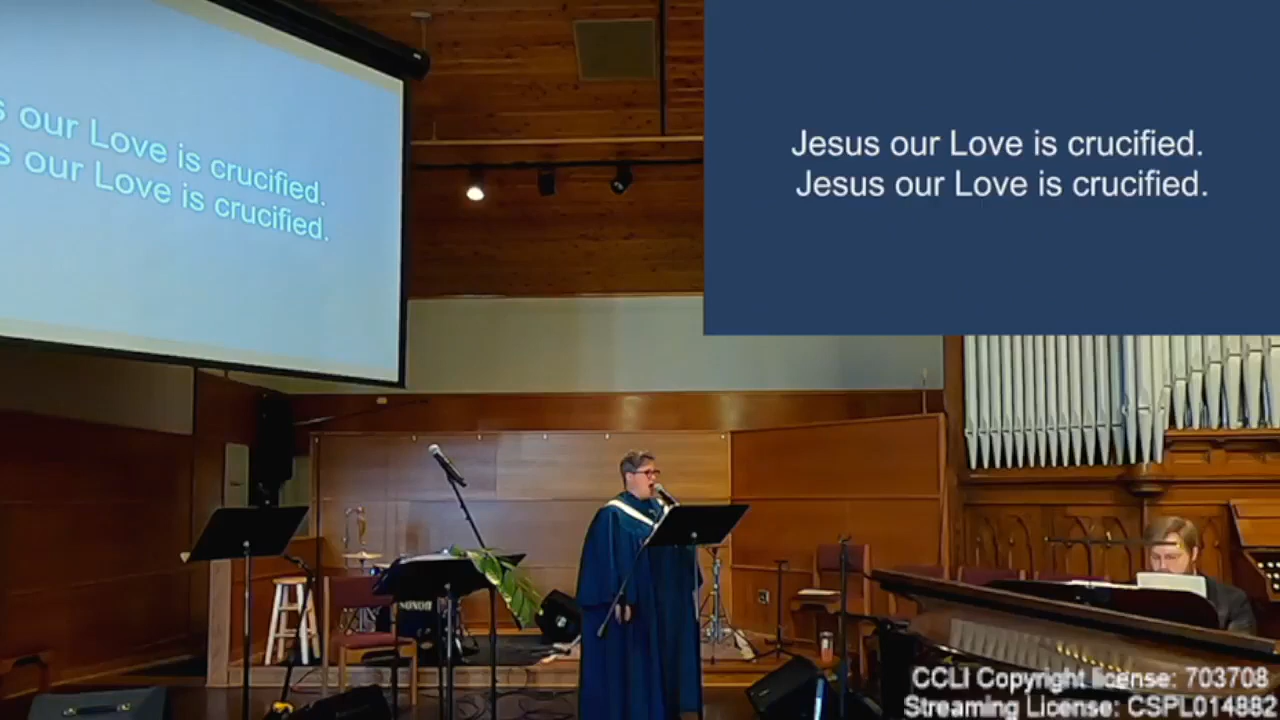 s our Love is crucified.
s our Love is crucified.
Jesus our Love is crucified.
Jesus our Love is crucified.
SONOR
CCLI Copyright license: 703708
Streaming License: CSPL014882